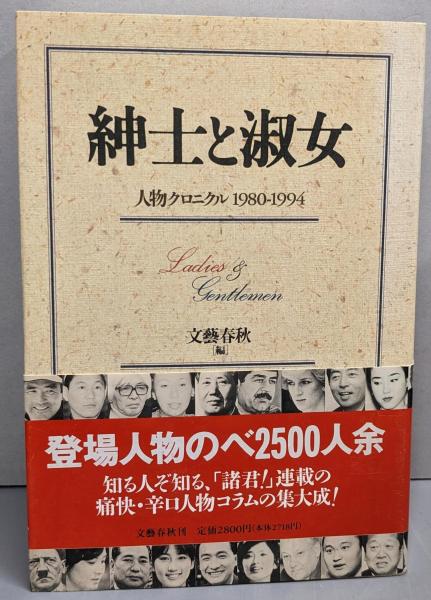 紳士と淑女
人物クロニクル 1980-1994
Ladies &
Gentlemen
文藝春秋
[編]
登場人物のべ2500人余
知る人ぞ知る、「諸君!」連載の
痛快・辛口人物コラムの集大成!
文藝春秋刊 定価2800円(本体2718円)